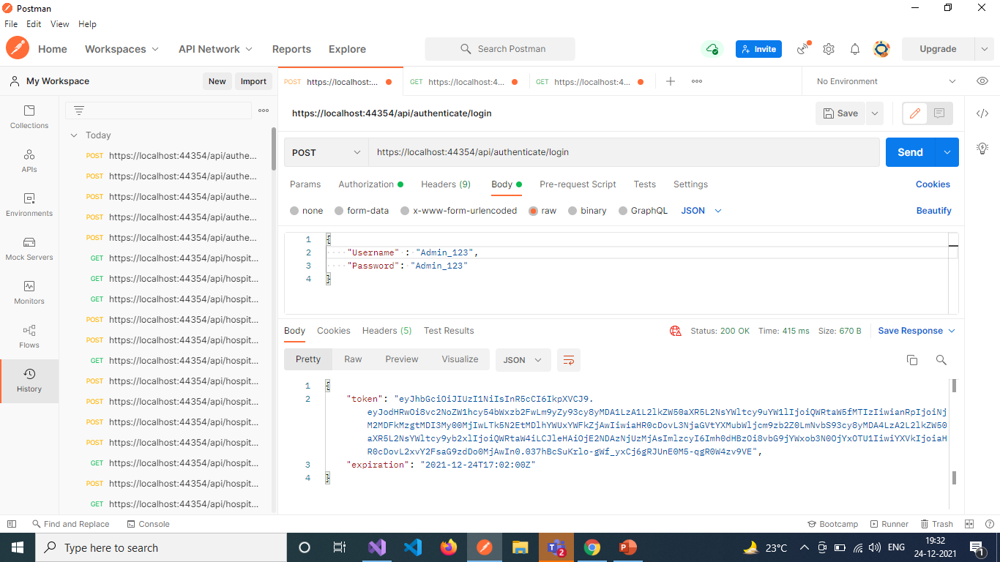 Postman
File Edit View Help
Home Workspaces API Network Reports Explore Search Postman Invite Upgrade
My Workspace New Import
POST https://localhost:... GET https://localhost:4... GET https://localhost:4... No Environment
Collections
APIs
Environments
Mock Servers
Monitors
Flows
History
Today
POST https://localhost:44354/api/authe...
POST https://localhost:44354/api/authe...
POST https://localhost:44354/api/authe...
POST https://localhost:44354/api/authe...
POST https://localhost:44354/api/authe...
GET https://localhost:44354/api/hospit...
GET https://localhost:44354/api/hospit...
GET https://localhost:44354/api/hospit...
POST https://localhost:44354/api/hospit...
POST https://localhost:44354/api/hospit...
GET https://localhost:44354/api/hospit...
POST https://localhost:44354/api/hospit...
POST https://localhost:44354/api/hospit...
POST https://localhost:44354/api/hospit...
POST https://localhost:44354/api/hospit...
GET https://localhost:44354/api/hospit...
POST https://localhost:44354/api/hospit...
GET https://localhost:44354/api/hospit...
https://localhost:44354/api/authenticate/login Save
POST https://localhost:44354/api/authenticate/login Send
Params Authorization Headers (9) Body Pre-request Script Tests Settings Cookies
none form-data x-www-form-urlencoded raw binary GraphQL JSON Beautify
1 {
2 "Username" : "Admin_123",
3 "Password": "Admin_123"
4 }
Body Cookies Headers (5) Test Results Status: 200 OK Time: 415 ms Size: 670 B Save Response
Pretty Raw Preview Visualize JSON
1 {
2 "token": "eyJhbGciOiJIUzI1NiIsInR5cCI6IkpXVCJ9.
eyJodHRwOi8vc2NoZW1hcy54bWxzb2FwLm9yZy93cy8yMDA1LzA1L2lkZW50aXR5L2NsYWltcy9uYW1lIjoiQWRtaW5fMTIzIiwianRpIjoiNj
M2MDFkMzgtMDI3My00MjIwLTk5N2EtMDlhYWUxYWFkZjAwIiwiaHR0cDovL3NjaGVtYXMubWljcm9zb2Z0LmNvbS93cy8yMDA4LzA2L2lkZW50
aXR5L2NsYWltcy9yb2xlIjoiQWRtaW4iLCJleHAiOjE2NDAzNjUzMjAsImlzcyI6Imh0dHBzOi8vbG9jYWxob3N0OjYxOTU1IiwiYXVkIjoiaH
R0cDovL2xvY2FsaG9zdDo0MjAwIn0.037hBcSuKrlo-gWf_yxCj6gRJUnE0M5-qgR0W4zv9VE",
3 "expiration": "2021-12-24T17:02:00Z"
4 }
Find and Replace Console Bootcamp Runner Trash
Type here to search 2 23°C ENG 19:32
24-12-2021 1